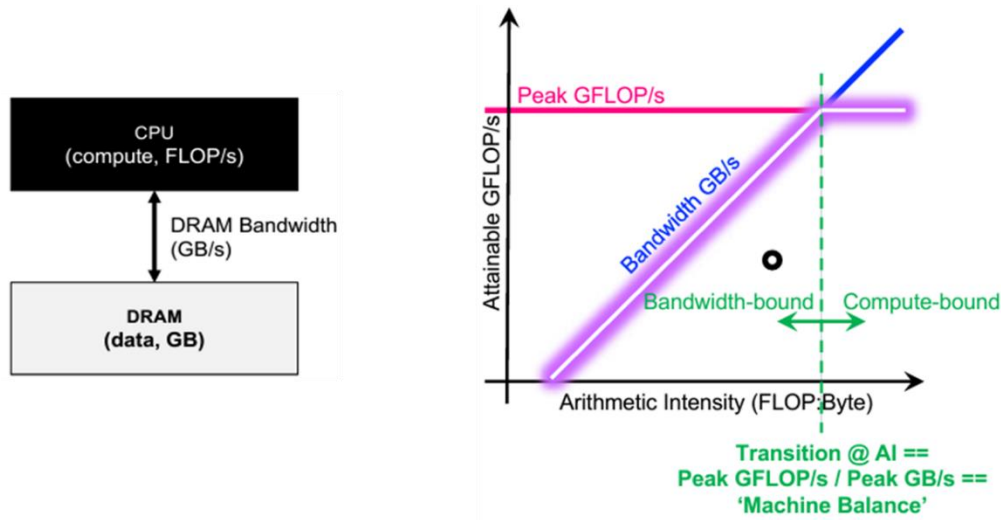 CPU
(compute, FLOP/s)
DRAM Bandwidth
(GB/s)
DRAM
(data, GB)
Attainable GFLOP/s
Peak GFLOP/s
Bandwidth GB/s
Bandwidth-bound
Compute-bound
Arithmetic Intensity (FLOP:Byte)
Transition @ AI ==
Peak GFLOP/s / Peak GB/s ==
‘Machine Balance’